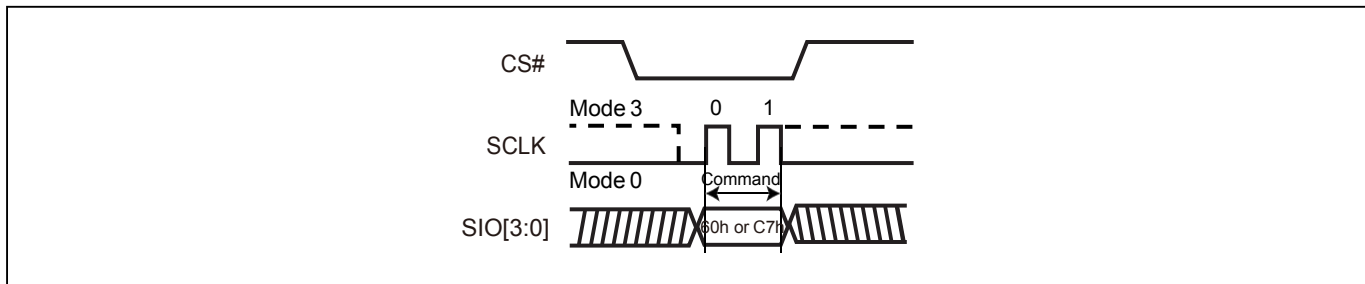 CS#
Mode 3 0 1
SCLK
Mode 0 Command
SIO[3:0] 60h or C7h